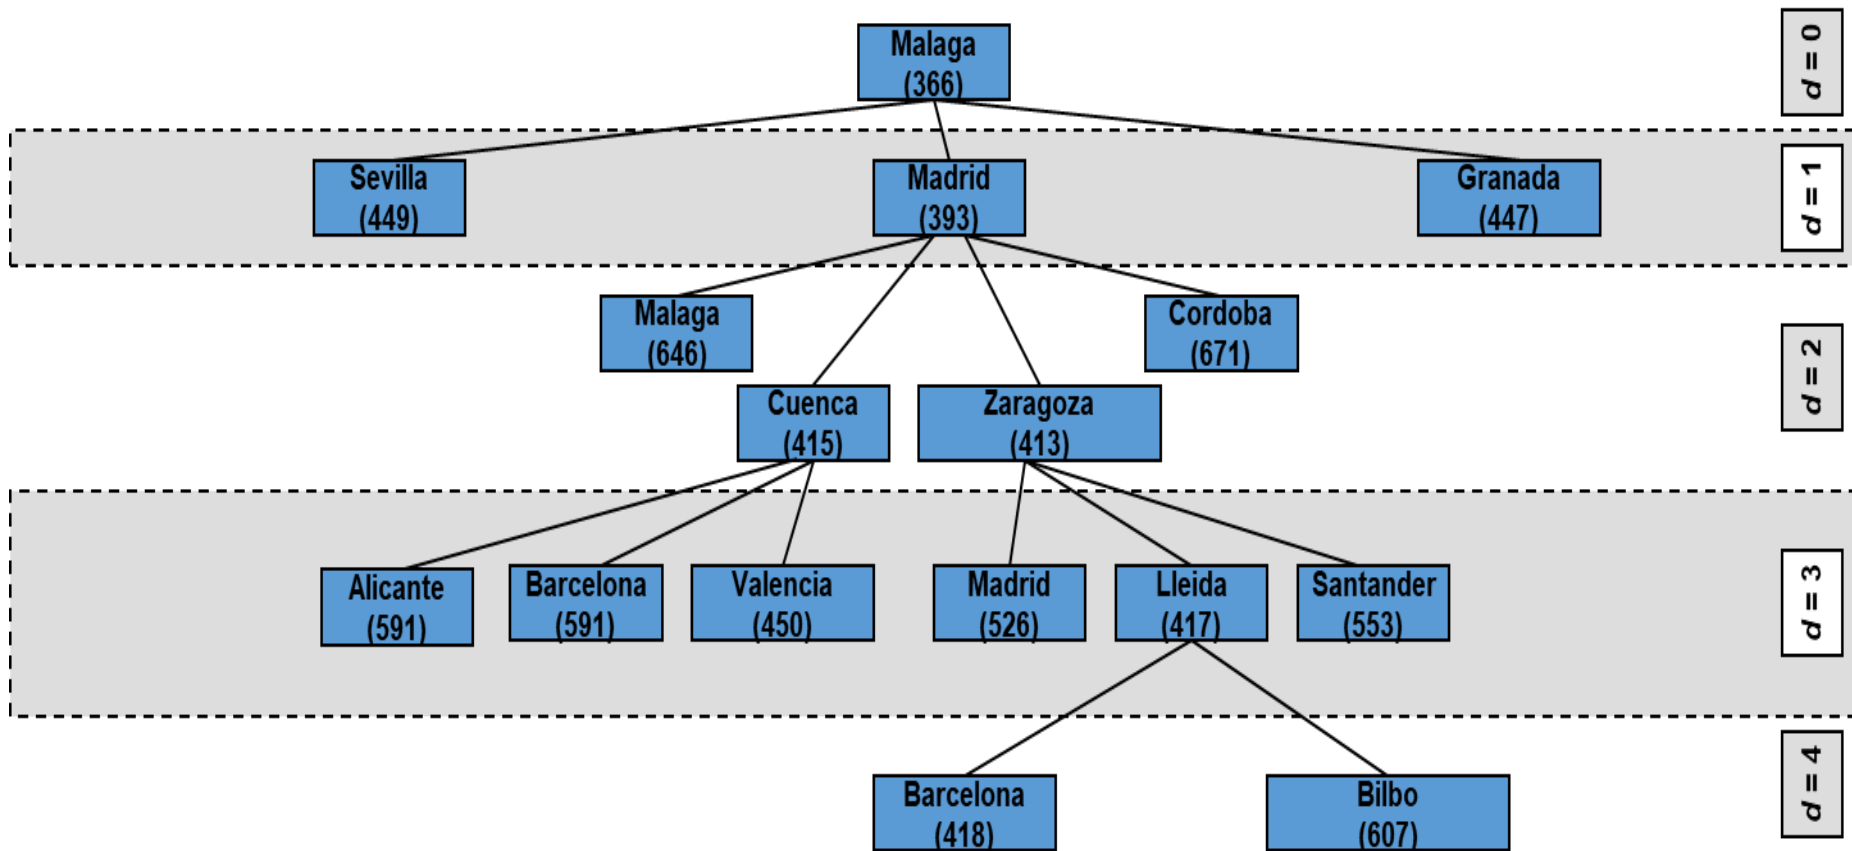 Malaga
(366)
d = 0
Sevilla
(449)
Madrid
(393)
Granada
(447)
d = 1
Malaga
(646)
Cordoba
(671)
Cuenca
(415)
Zaragoza
(413)
d = 2
Alicante
(591)
Barcelona
(591)
Valencia
(450)
Madrid
(526)
Lleida
(417)
Santander
(553)
d = 3
Barcelona
(418)
Bilbo
(607)
d = 4